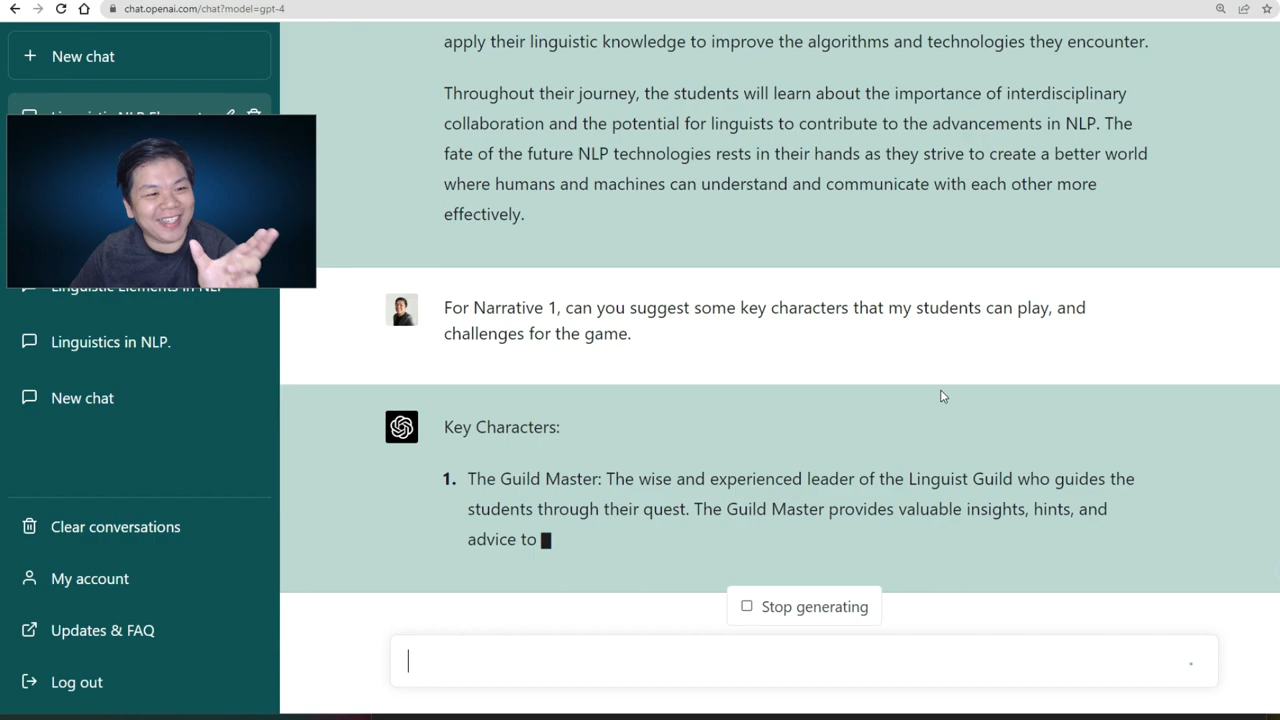 chat.openai.com/chat?model=gpt-4
New chat
Linguistics in NLP.
New chat
Clear conversations
My account
Updates & FAQ
Log out
apply their linguistic knowledge to improve the algorithms and technologies they encounter.
Throughout their journey, the students will learn about the importance of interdisciplinary
collaboration and the potential for linguists to contribute to the advancements in NLP. The
fate of the future NLP technologies rests in their hands as they strive to create a better world
where humans and machines can understand and communicate with each other more
effectively.
For Narrative 1, can you suggest some key characters that my students can play, and
challenges for the game.
Key Characters:
1. The Guild Master: The wise and experienced leader of the Linguist Guild who guides the
students through their quest. The Guild Master provides valuable insights, hints, and
advice to
Stop generating